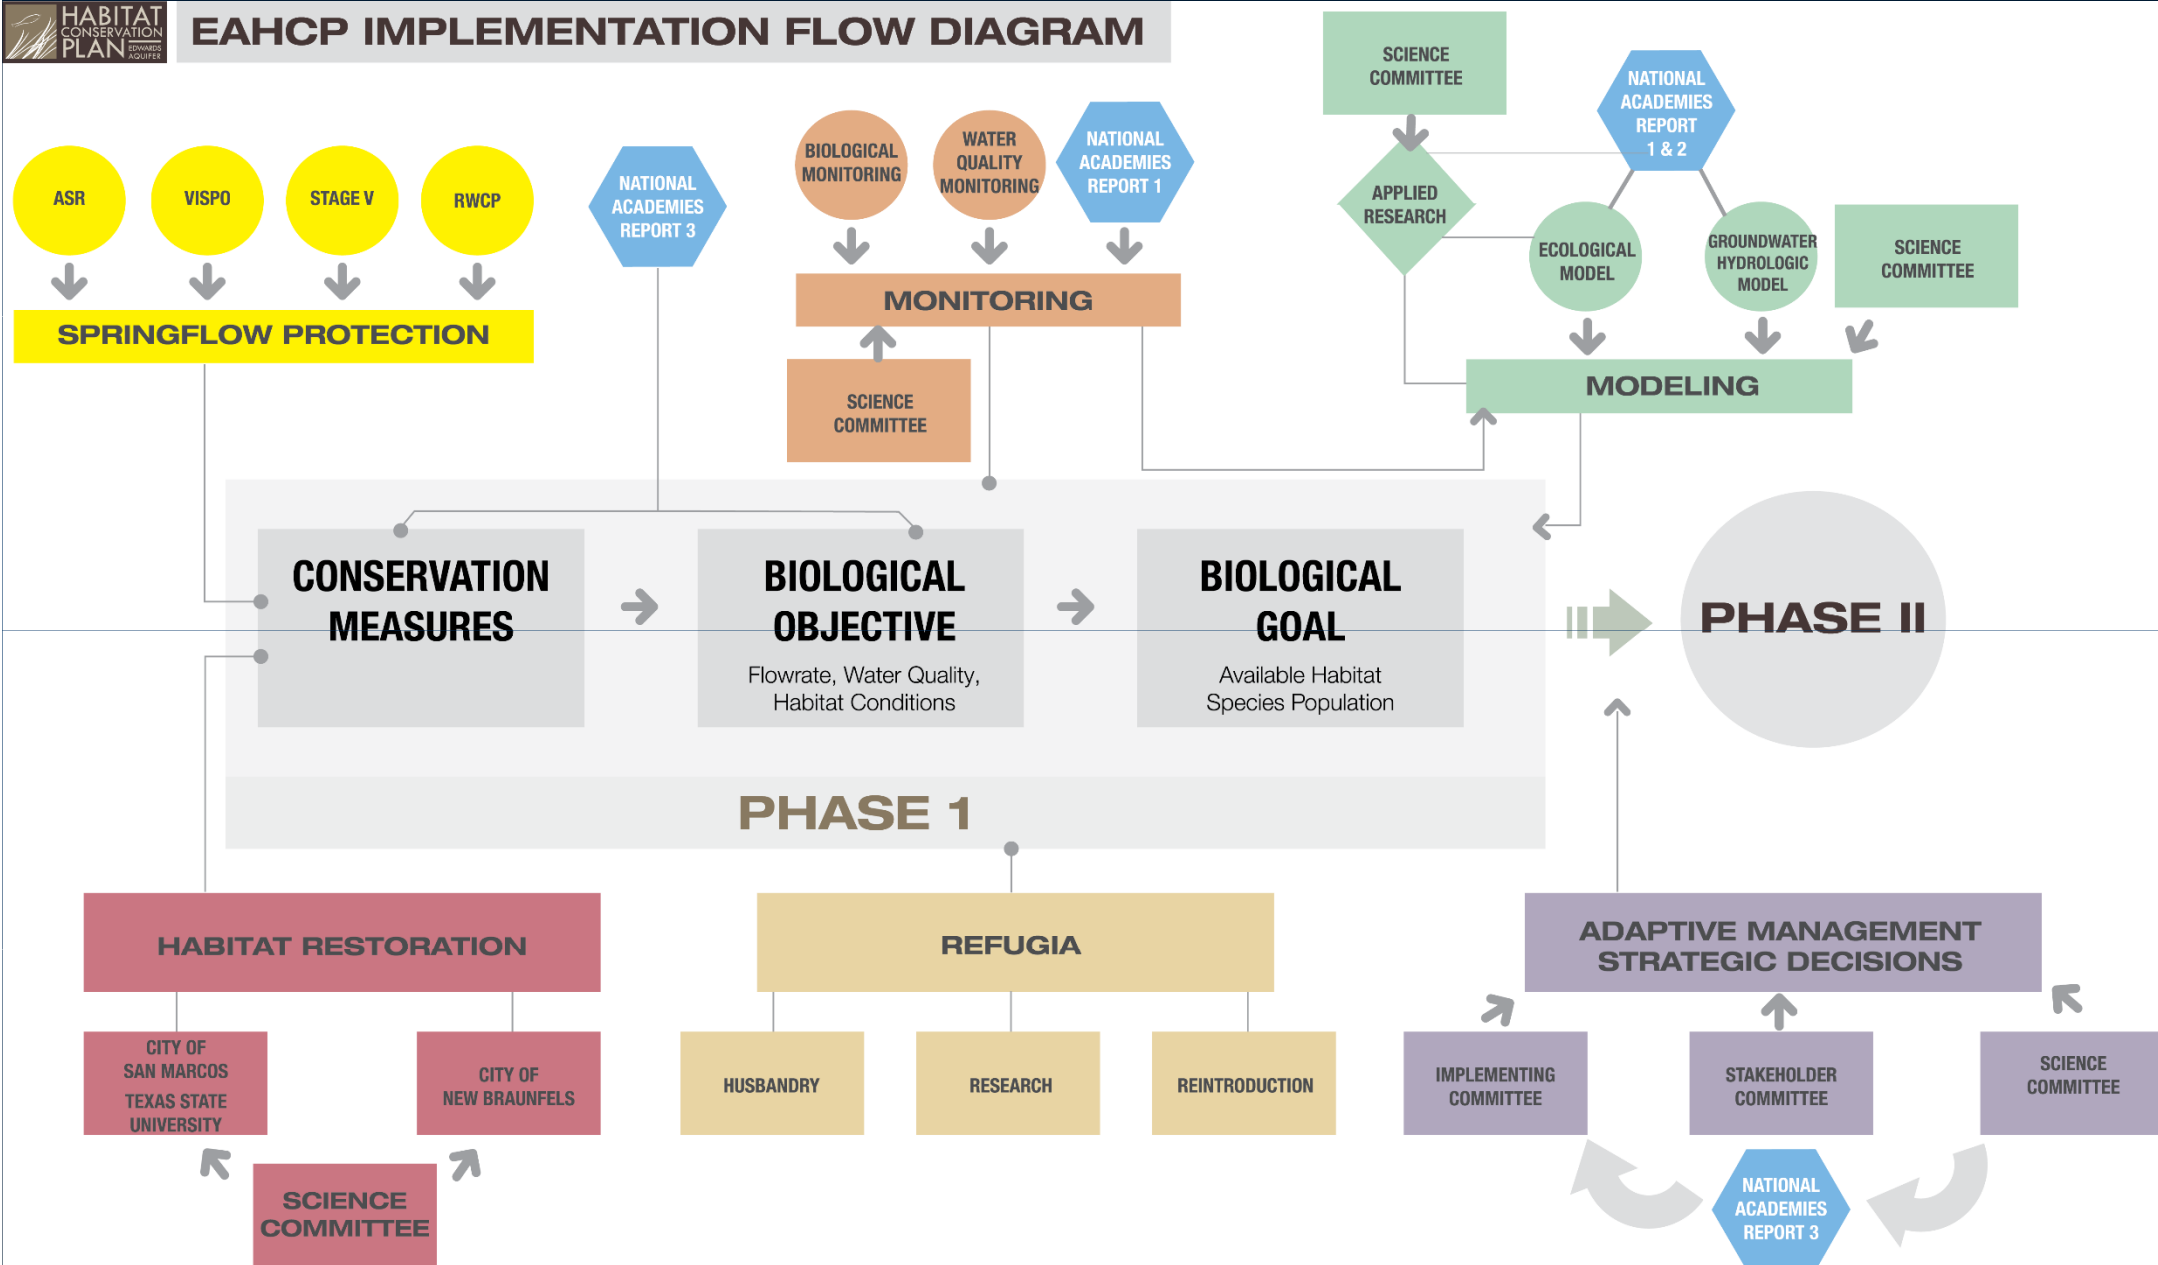 HABITAT
CONSERVATION
PLAN EDWARDS
AQUIFER
EAHCP IMPLEMENTATION FLOW DIAGRAM
ASR
VISPO
STAGE V
RWCP
SPRINGFLOW PROTECTION
NATIONAL
ACADEMIES
REPORT 3
BIOLOGICAL
MONITORING
WATER
QUALITY
MONITORING
NATIONAL
ACADEMIES
REPORT 1
MONITORING
SCIENCE
COMMITTEE
SCIENCE
COMMITTEE
APPLIED
RESEARCH
NATIONAL
ACADEMIES
REPORT
1 & 2
ECOLOGICAL
MODEL
GROUNDWATER
HYDROLOGIC
MODEL
SCIENCE
COMMITTEE
MODELING
CONSERVATION
MEASURES
BIOLOGICAL
OBJECTIVE
Flowrate, Water Quality,
Habitat Conditions
BIOLOGICAL
GOAL
Available Habitat
Species Population
PHASE 1
PHASE II
HABITAT RESTORATION
CITY OF
SAN MARCOS
TEXAS STATE
UNIVERSITY
CITY OF
NEW BRAUNFELS
SCIENCE
COMMITTEE
REFUGIA
HUSBANDRY
RESEARCH
REINTRODUCTION
ADAPTIVE MANAGEMENT
STRATEGIC DECISIONS
IMPLEMENTING
COMMITTEE
STAKEHOLDER
COMMITTEE
SCIENCE
COMMITTEE
NATIONAL
ACADEMIES
REPORT 3